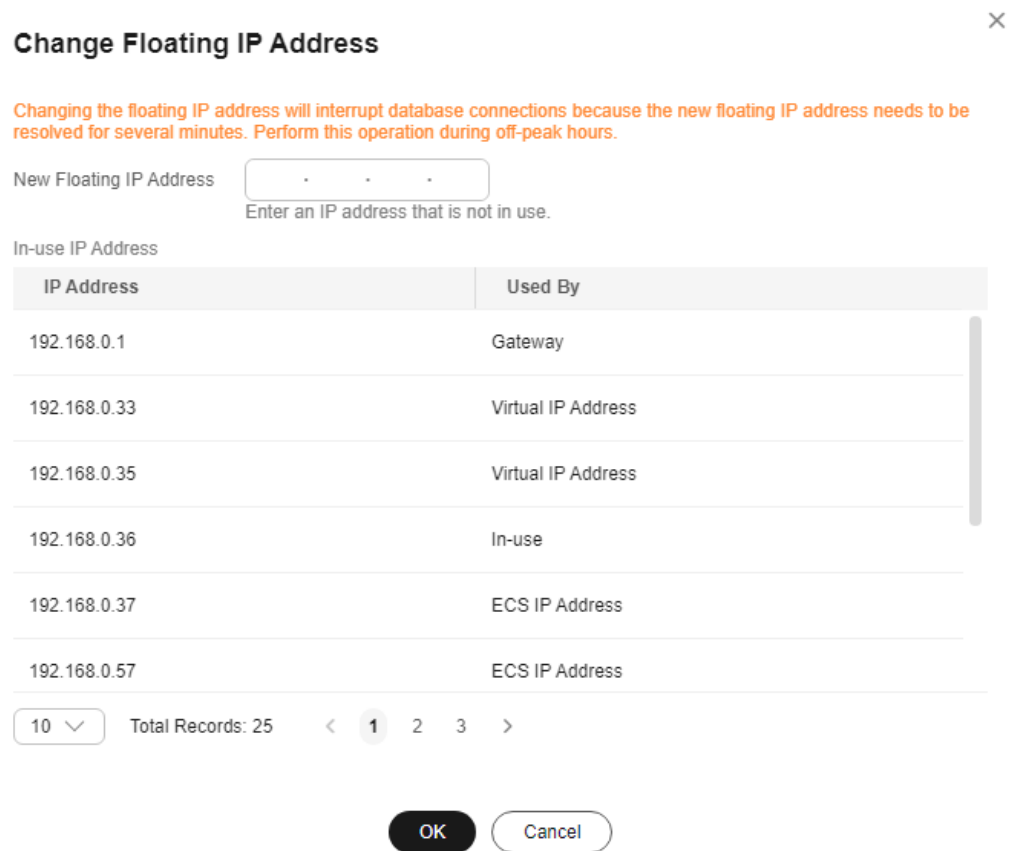 Change Floating IP Address
Changing the floating IP address will interrupt database connections because the new floating IP address needs to be
resolved for several minutes. Perform this operation during off-peak hours.
New Floating IP Address
Enter an IP address that is not in use.
In-use IP Address
IP Address Used By
192.168.0.1 Gateway
192.168.0.33 Virtual IP Address
192.168.0.35 Virtual IP Address
192.168.0.36 In-use
192.168.0.37 ECS IP Address
192.168.0.57 ECS IP Address
10 Total Records: 25 < 1 2 3 >
OK Cancel